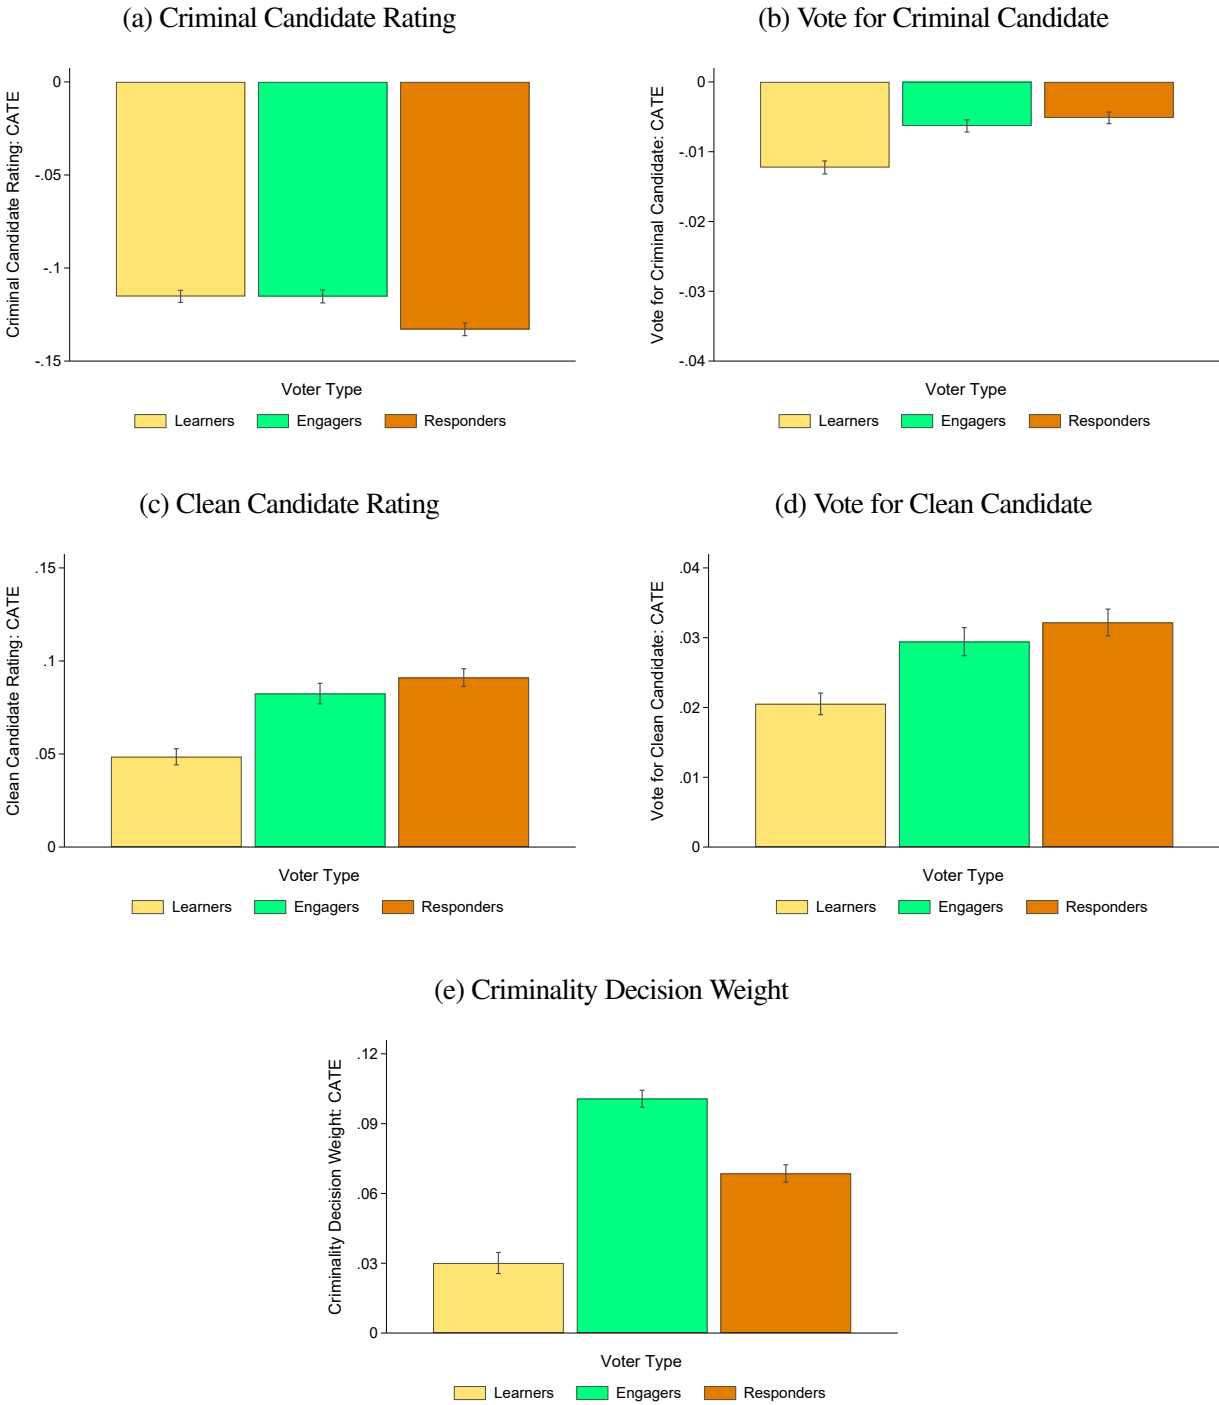 (a) Criminal Candidate Rating
Criminal Candidate Rating: CATE
0
-.05
-.1
-.15
Voter Type
Learners Engagers Responders
(b) Vote for Criminal Candidate
Vote for Criminal Candidate: CATE
0
-.01
-.02
-.03
-.04
Voter Type
Learners Engagers Responders
(c) Clean Candidate Rating
Clean Candidate Rating: CATE
.15
.1
.05
0
Voter Type
Learners Engagers Responders
(d) Vote for Clean Candidate
Vote for Clean Candidate: CATE
.04
.03
.02
.01
0
Voter Type
Learners Engagers Responders
(e) Criminality Decision Weight
Criminality Decision Weight: CATE
.12
.09
.06
.03
0
Voter Type
Learners Engagers Responders